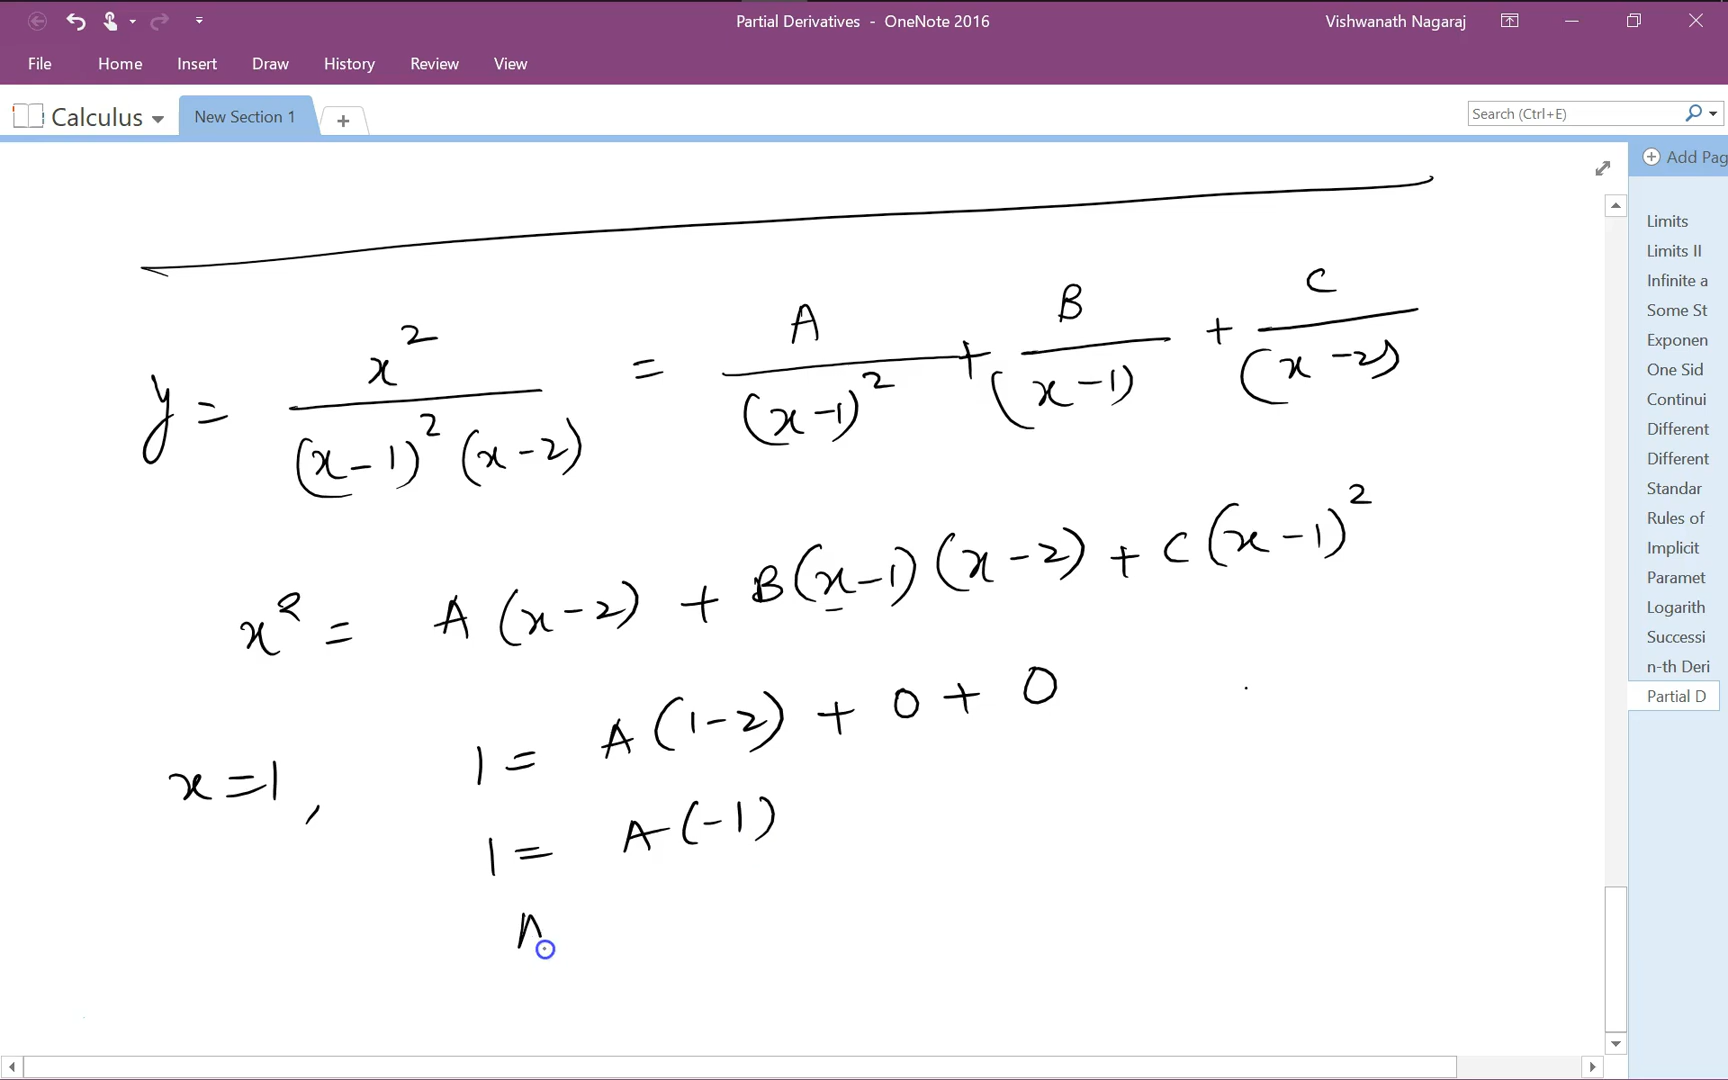 Partial Derivatives - OneNote 2016
Vishwanath Nagaraj
File Home Insert Draw History Review View
Calculus
New Section 1
+
Search (Ctrl+E)
Add Pag
Limits
Limits II
Infinite a
Some St
Exponen
One Sid
Continui
Different
Different
Standar
Rules of
Implicit
Paramet
Logarith
Successi
n-th Deri
Partial D
y = x² / (x-1)² (x-2) = A / (x-1)² + B / (x-1) + C / (x-2)
x² = A (x-2) + B(x-1) (x-2) + C (x-1)²
x = 1, 1 = A (1-2) + 0 + 0
1 = A (-1)